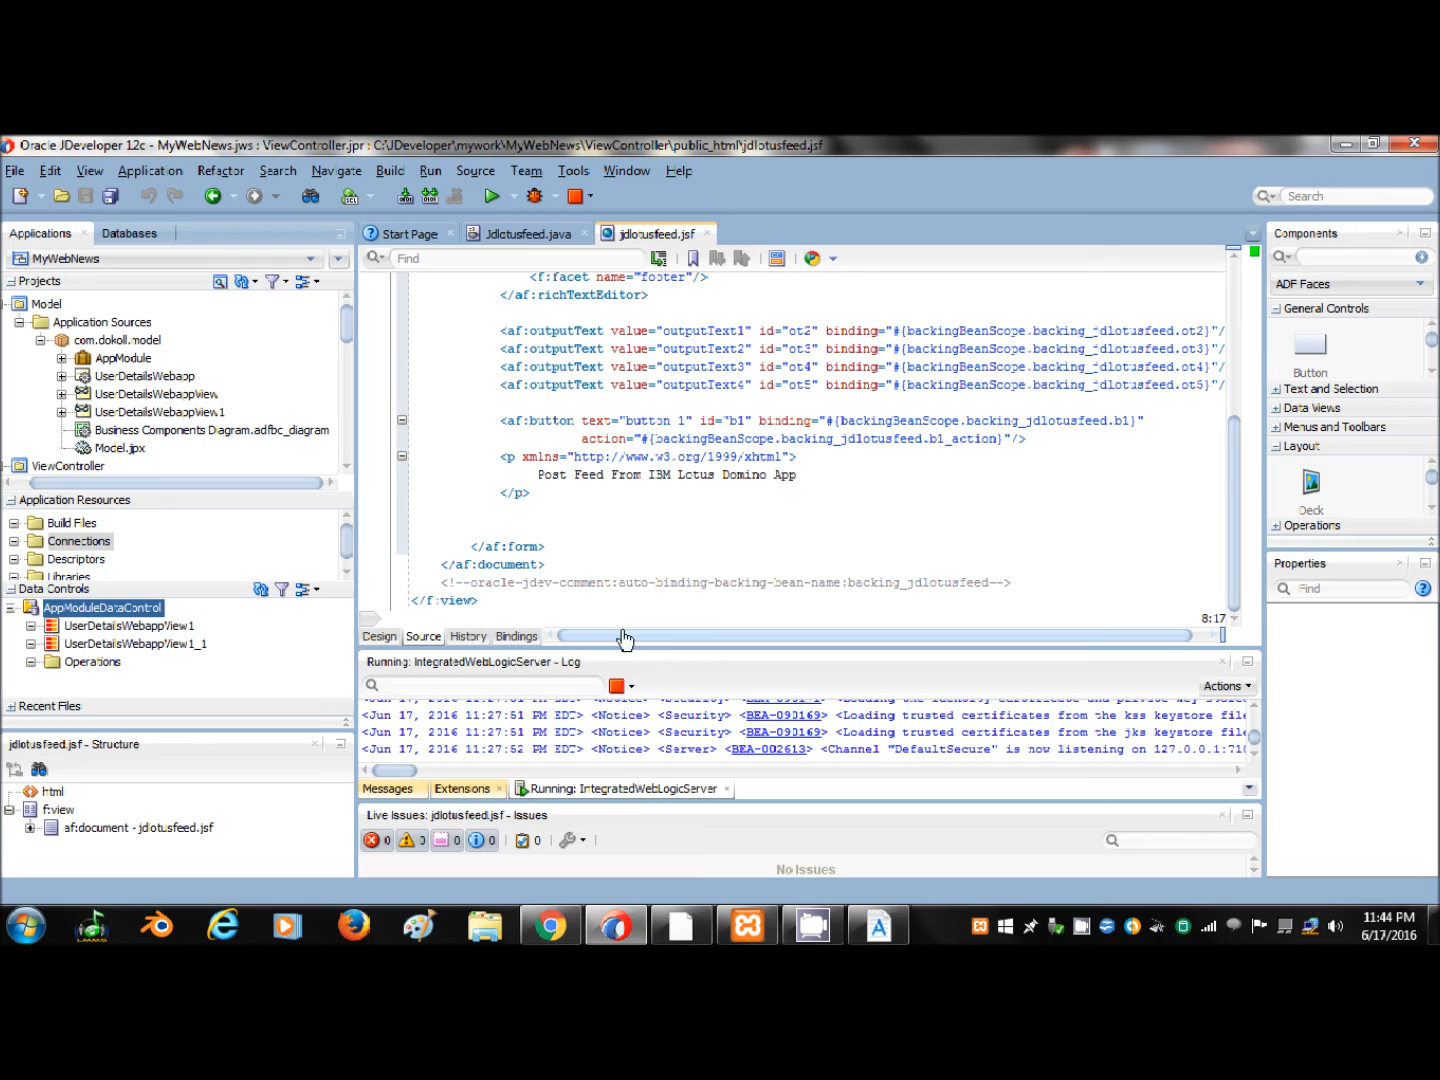 Oracle JDeveloper 12c - MyWebNews.jws : ViewController.jpr : C:\JDeveloper\mywork\MyWebNews\ViewController\public_html\jdlotusfeed.jsf
File Edit View Application Refactor Search Navigate Build Run Source Team Tools Window Help
Search
Applications Databases
Start Page Jdlotusfeed.java jdlotusfeed.jsf
Components
MyWebNews
Find
Projects
ADF Faces
General Controls
Button
Text and Selection
Data Views
Menus and Toolbars
Layout
Deck
Operations
Model
Application Sources
com.dokoll.model
AppModule
UserDetailsWebapp
UserDetailsWebappView
UserDetailsWebappView1
Business Components Diagram.adfbc_diagram
Model.jpx
ViewController
<f:facet name="footer"/>
</af:richTextEditor>
<af:outputText value="outputText1" id="ot2" binding="#{backingBeanScope.backing_jdlotusfeed.ot2}"/
<af:outputText value="outputText2" id="ot3" binding="#{backingBeanScope.backing_jdlotusfeed.ot3}"/
<af:outputText value="outputText3" id="ot4" binding="#{backingBeanScope.backing_jdlotusfeed.ot4}"/
<af:outputText value="outputText4" id="ot5" binding="#{backingBeanScope.backing_jdlotusfeed.ot5}"/
<af:button text="button 1" id="b1" binding="#{backingBeanScope.backing_jdlotusfeed.b1}"
action="#{backingBeanScope.backing_jdlotusfeed.b1_action}"/>
<p xmlns="http://www.w3.org/1999/xhtml">
Post Feed From IBM Lotus Domino App
</p>
</af:form>
</af:document>
<!--oracle-jdev-comment:auto-binding-backing-bean-name:backing_jdlotusfeed-->
</f:view>
8:17
Design Source History Bindings
Application Resources
Build Files
Connections
Descriptors
Libraries
Data Controls
AppModuleDataControl
UserDetailsWebappView1
UserDetailsWebappView1_1
Operations
Recent Files
Properties
Find
Running: IntegratedWebLogicServer - Log
Actions
<Jun 17, 2016 11:27:51 PM EDT> <Notice> <Security> <BEA-090169> <Loading trusted certificates from the kss keystore file
<Jun 17, 2016 11:27:51 PM EDT> <Notice> <Security> <BEA-090169> <Loading trusted certificates from the jks keystore file
<Jun 17, 2016 11:27:52 PM EDT> <Notice> <Server> <BEA-002613> <Channel "DefaultSecure" is now listening on 127.0.0.1:710
Messages Extensions Running: IntegratedWebLogicServer
jdlotusfeed.jsf - Structure
html
f:view
af:document - jdlotusfeed.jsf
Live Issues: jdlotusfeed.jsf - Issues
0 0 0 0 0
No Issues
LMMS
11:44 PM
6/17/2016